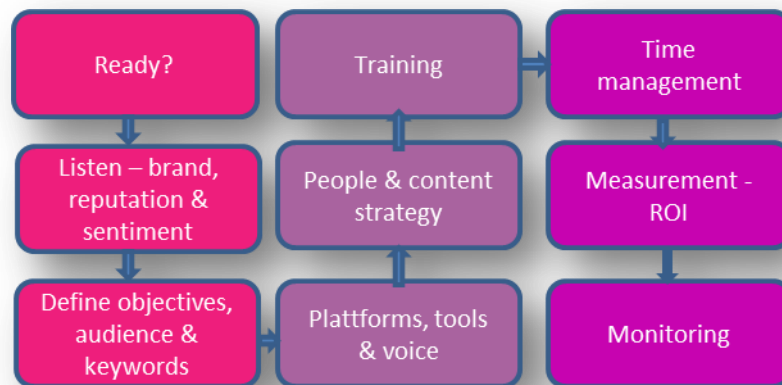 Ready?
Listen – brand,
reputation &
sentiment
Define objectives,
audience &
keywords
Plattforms, tools
& voice
People & content
strategy
Training
Time
management
Measurement -
ROI
Monitoring